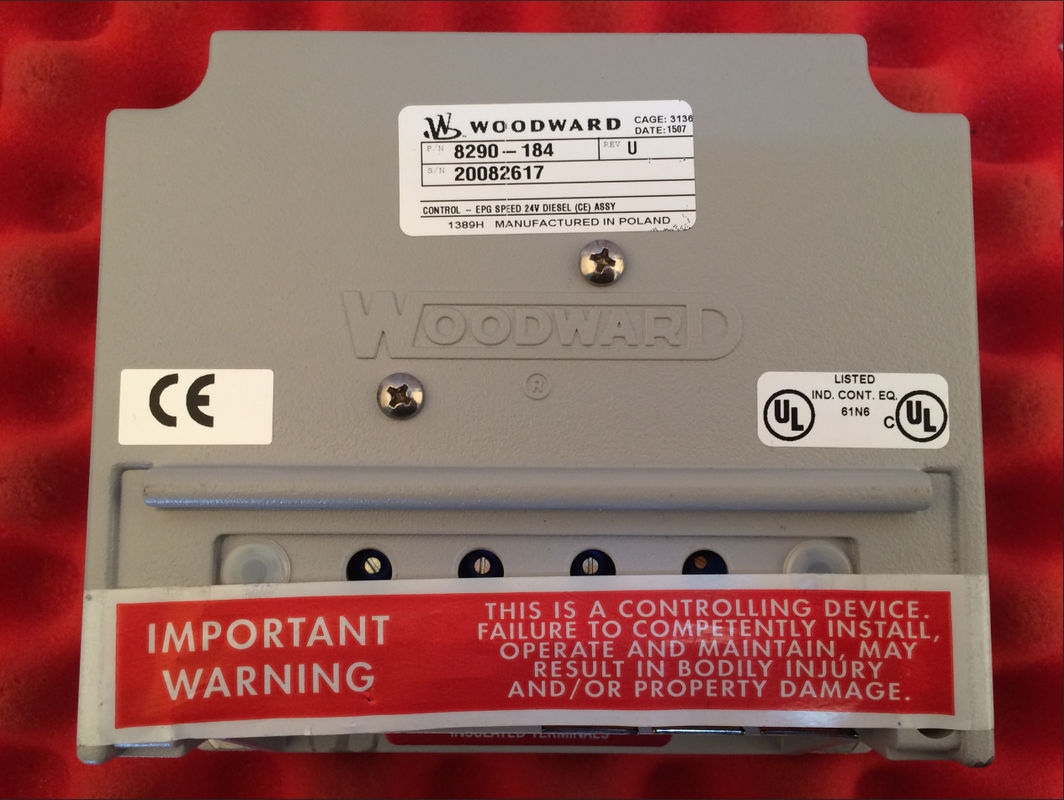 WOODWARD
CAGE: 3136
DATE: 1507
P/N 8290-184 REV U
S/N 20082617
CONTROL - EPG SPEED 24V DIESEL (CE) ASSY
1389H MANUFACTURED IN POLAND
WOODWARD
®
CE
LISTED
IND. CONT. EQ.
61N6
UL
C UL
IMPORTANT
WARNING
THIS IS A CONTROLLING DEVICE.
FAILURE TO COMPETENTLY INSTALL,
OPERATE AND MAINTAIN, MAY
RESULT IN BODILY INJURY
AND/OR PROPERTY DAMAGE.
INSULATED TERMINALS